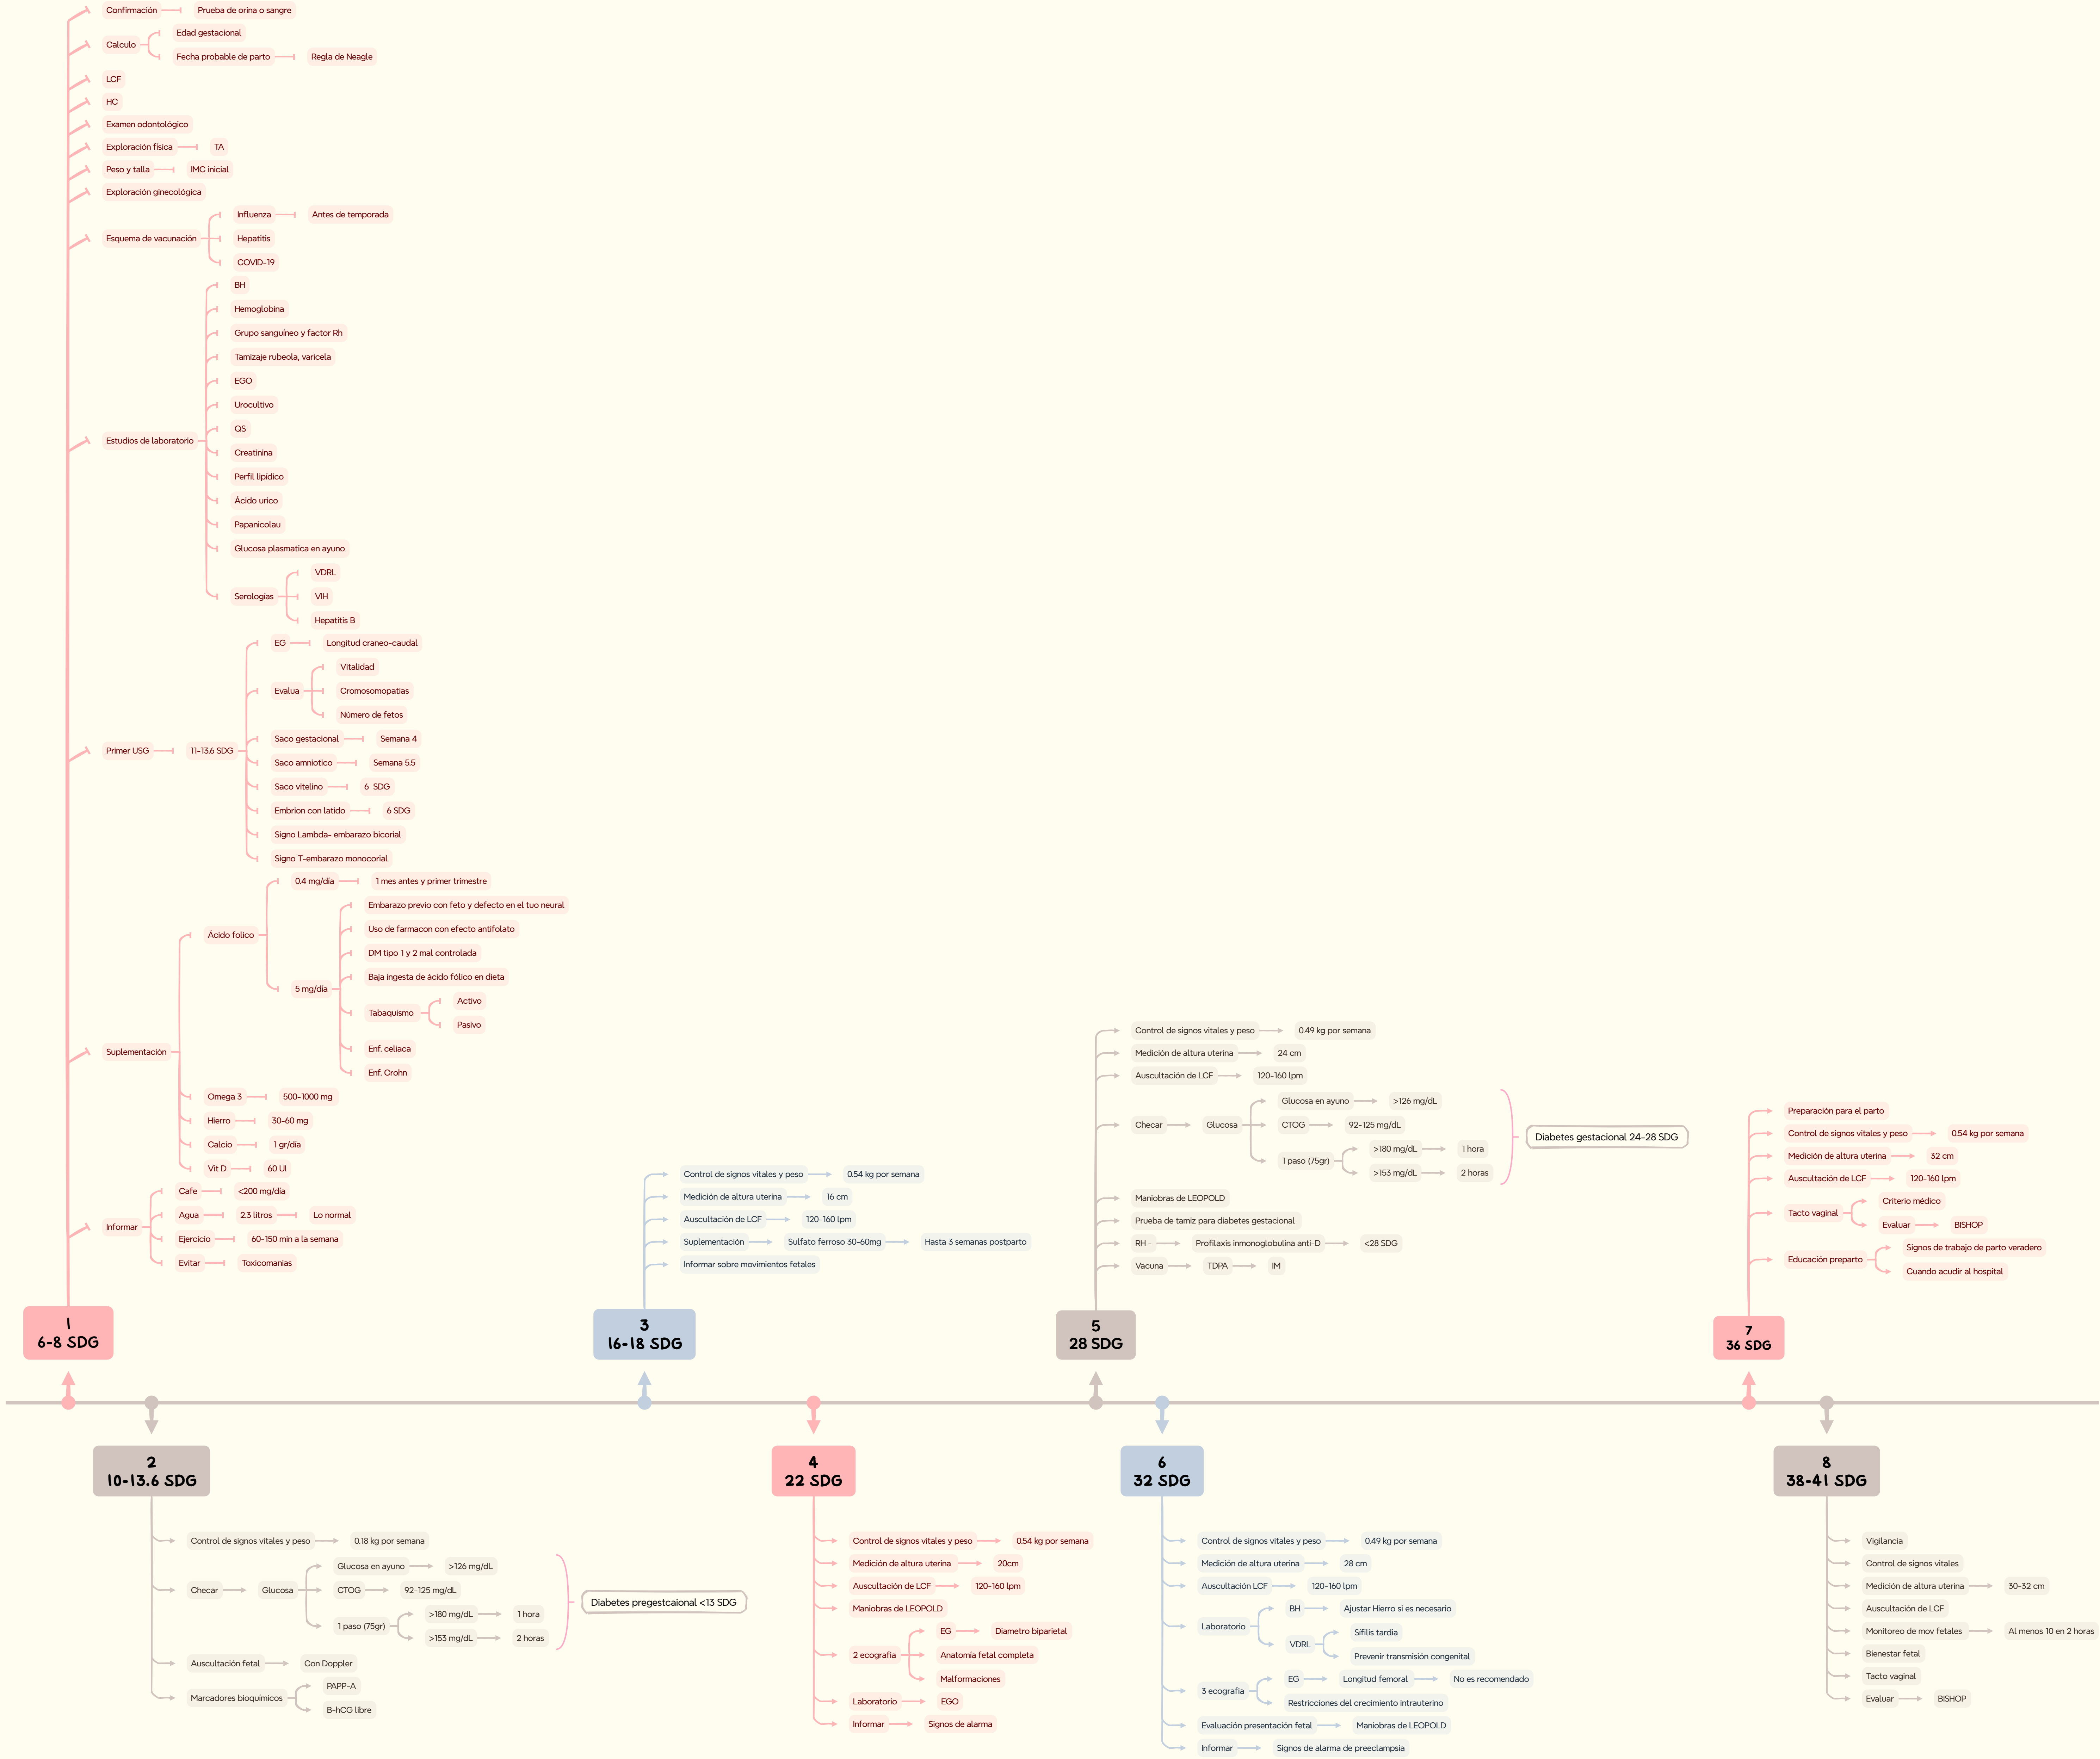 Confirmación
Prueba de orina o sangre
Calculo
Edad gestacional
Fecha probable de parto
Regla de Neagle
LCF
HC
Examen odontológico
Exploración física
TA
Peso y talla
IMC inicial
Exploración ginecológica
Esquema de vacunación
Influenza
Antes de temporada
Hepatitis
COVID-19
Estudios de laboratorio
BH
Hemoglobina
Grupo sanguíneo y factor Rh
Tamizaje rubeola, varicela
EGO
Urocultivo
QS
Creatinina
Perfil lipídico
Ácido urico
Papanicolau
Glucosa plasmatica en ayuno
Serologías
VDRL
VIH
Hepatitis B
Primer USG
11-13.6 SDG
EG
Longitud craneo-caudal
Evalua
Vitalidad
Cromosomopatias
Número de fetos
Saco gestacional
Semana 4
Saco amniotico
Semana 5.5
Saco vitelino
6 SDG
Embrion con latido
6 SDG
Signo Lambda- embarazo bicorial
Signo T-embarazo monocorial
Suplementación
Ácido folico
0.4 mg/día
1 mes antes y primer trimestre
5 mg/día
Embarazo previo con feto y defecto en el tuo neural
Uso de farmacon con efecto antifolato
DM tipo 1 y 2 mal controlada
Baja ingesta de ácido fólico en dieta
Tabaquismo
Activo
Pasivo
Enf. celiaca
Enf. Crohn
Omega 3
500-1000 mg
Hierro
30-60 mg
Calcio
1 gr/día
Vit D
60 UI
Informar
Cafe
<200 mg/día
Agua
2.3 litros
Lo normal
Ejercicio
60-150 min a la semana
Evitar
Toxicomanias
1
6-8 SDG
Control de signos vitales y peso
0.54 kg por semana
Medición de altura uterina
16 cm
Auscultación de LCF
120-160 lpm
Suplementación
Sulfato ferroso 30-60mg
Hasta 3 semanas postparto
Informar sobre movimientos fetales
3
16-18 SDG
Control de signos vitales y peso
0.49 kg por semana
Medición de altura uterina
24 cm
Auscultación de LCF
120-160 lpm
Checar
Glucosa
Glucosa en ayuno
>126 mg/dL
CTOG
92-125 mg/dL
1 paso (75gr)
>180 mg/dL
1 hora
>153 mg/dL
2 horas
Diabetes gestacional 24-28 SDG
Maniobras de LEOPOLD
Prueba de tamiz para diabetes gestacional
RH -
Profilaxis inmonoglobulina anti-D
<28 SDG
Vacuna
TDPA
IM
5
28 SDG
Preparación para el parto
Control de signos vitales y peso
0.54 kg por semana
Medición de altura uterina
32 cm
Auscultación de LCF
120-160 lpm
Tacto vaginal
Criterio médico
Evaluar
BISHOP
Educación preparto
Signos de trabajo de parto veradero
Cuando acudir al hospital
7
36 SDG
2
10-13.6 SDG
Control de signos vitales y peso
0.18 kg por semana
Checar
Glucosa
Glucosa en ayuno
>126 mg/dL
CTOG
92-125 mg/dL
1 paso (75gr)
>180 mg/dL
1 hora
>153 mg/dL
2 horas
Diabetes pregestcaional <13 SDG
Auscultación fetal
Con Doppler
Marcadores bioquímicos
PAPP-A
B-hCG libre
4
22 SDG
Control de signos vitales y peso
0.54 kg por semana
Medición de altura uterina
20cm
Auscultación de LCF
120-160 lpm
Maniobras de LEOPOLD
2 ecografia
EG
Diametro biparietal
Anatomía fetal completa
Malformaciones
Laboratorio
EGO
Informar
Signos de alarma
6
32 SDG
Control de signos vitales y peso
0.49 kg por semana
Medición de altura uterina
28 cm
Auscultación LCF
120-160 lpm
Laboratorio
BH
Ajustar Hierro si es necesario
VDRL
Sífilis tardia
Prevenir transmisión congenital
3 ecografia
EG
Longitud femoral
No es recomendado
Restricciones del crecimiento intrauterino
Evaluación presentación fetal
Maniobras de LEOPOLD
Informar
Signos de alarma de preeclampsia
8
38-41 SDG
Vigilancia
Control de signos vitales
Medición de altura uterina
30-32 cm
Auscultación de LCF
Monitoreo de mov fetales
Al menos 10 en 2 horas
Bienestar fetal
Tacto vaginal
Evaluar
BISHOP